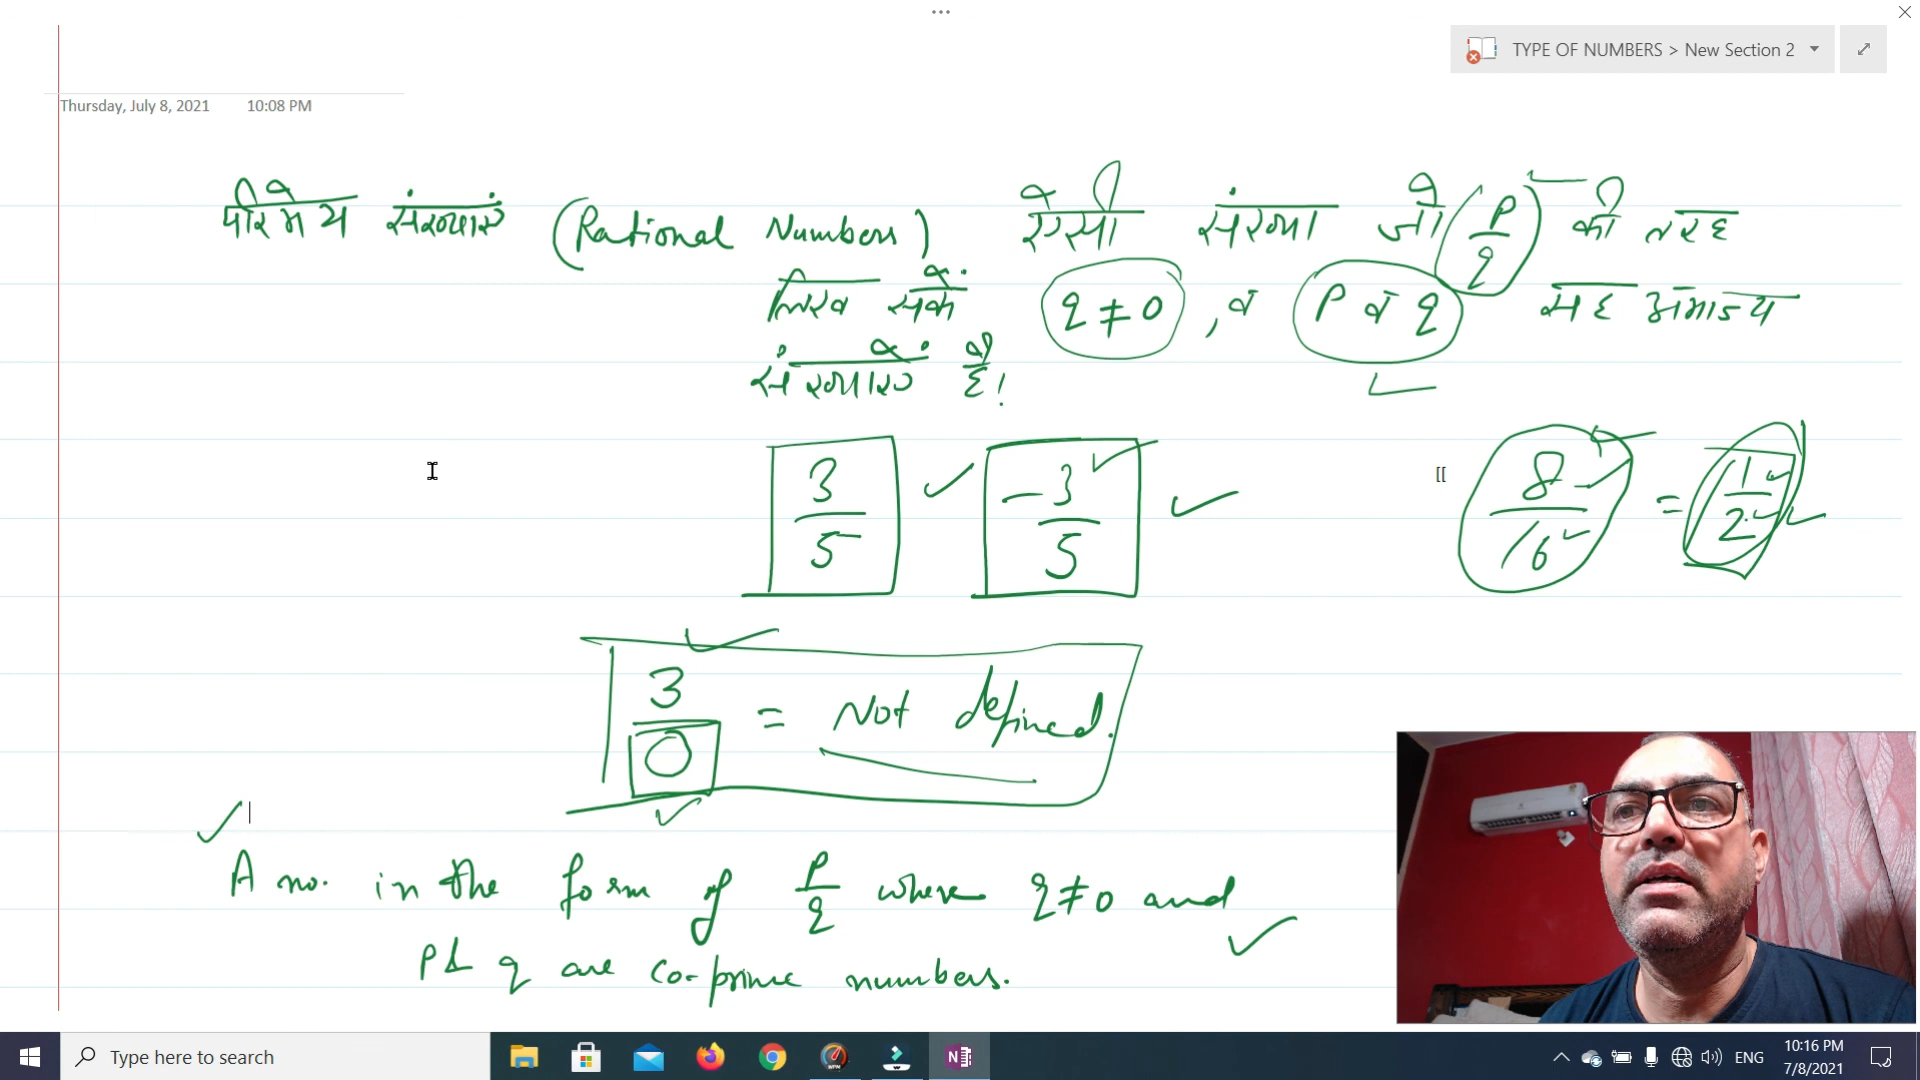 TYPE OF NUMBERS > New Section 2
Thursday, July 8, 2021 10:08 PM
परिमेय संख्याएं (Rational Numbers) ऐसी संख्या जो (p/q) की तरह
लिख सकें q ≠ 0, व p व q सह अभाज्य
संख्याएं हैं!
3/5 -3/5 [[ 8/16 = 1/2
3/0 = Not defined.
A no. in the form of p/q where q ≠ 0 and
p & q are co-prime numbers.
Type here to search
ENG 10:16 PM
7/8/2021